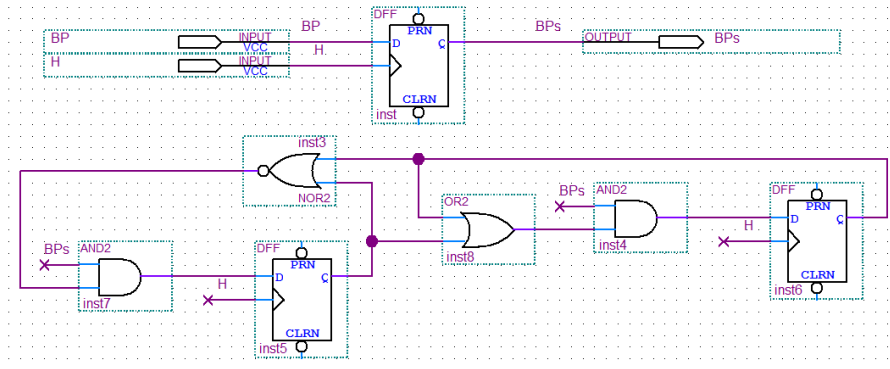 DFF
BP INPUT VCC BP PRN BPs OUTPUT BPs
D Q
H INPUT VCC H
CLRN
inst
inst3
NOR2
OR2
inst8
BPs AND2
inst4
DFF
PRN
H D Q
CLRN
inst6
BPs AND2
inst7
DFF
PRN
H D Q
CLRN
inst5